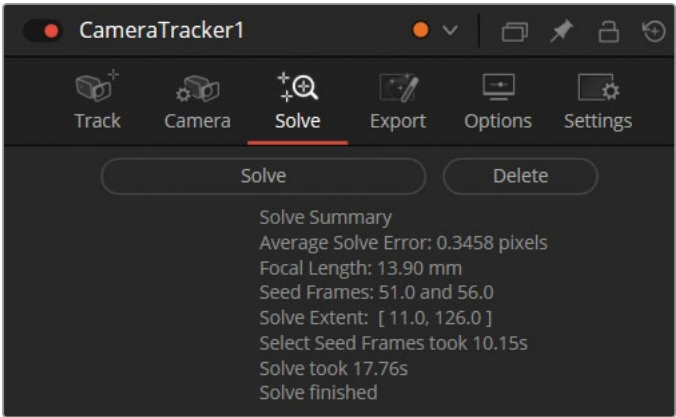 CameraTracker1
Track Camera Solve Export Options Settings
Solve Delete
Solve Summary
Average Solve Error: 0.3458 pixels
Focal Length: 13.90 mm
Seed Frames: 51.0 and 56.0
Solve Extent: [ 11.0, 126.0 ]
Select Seed Frames took 10.15s
Solve took 17.76s
Solve finished